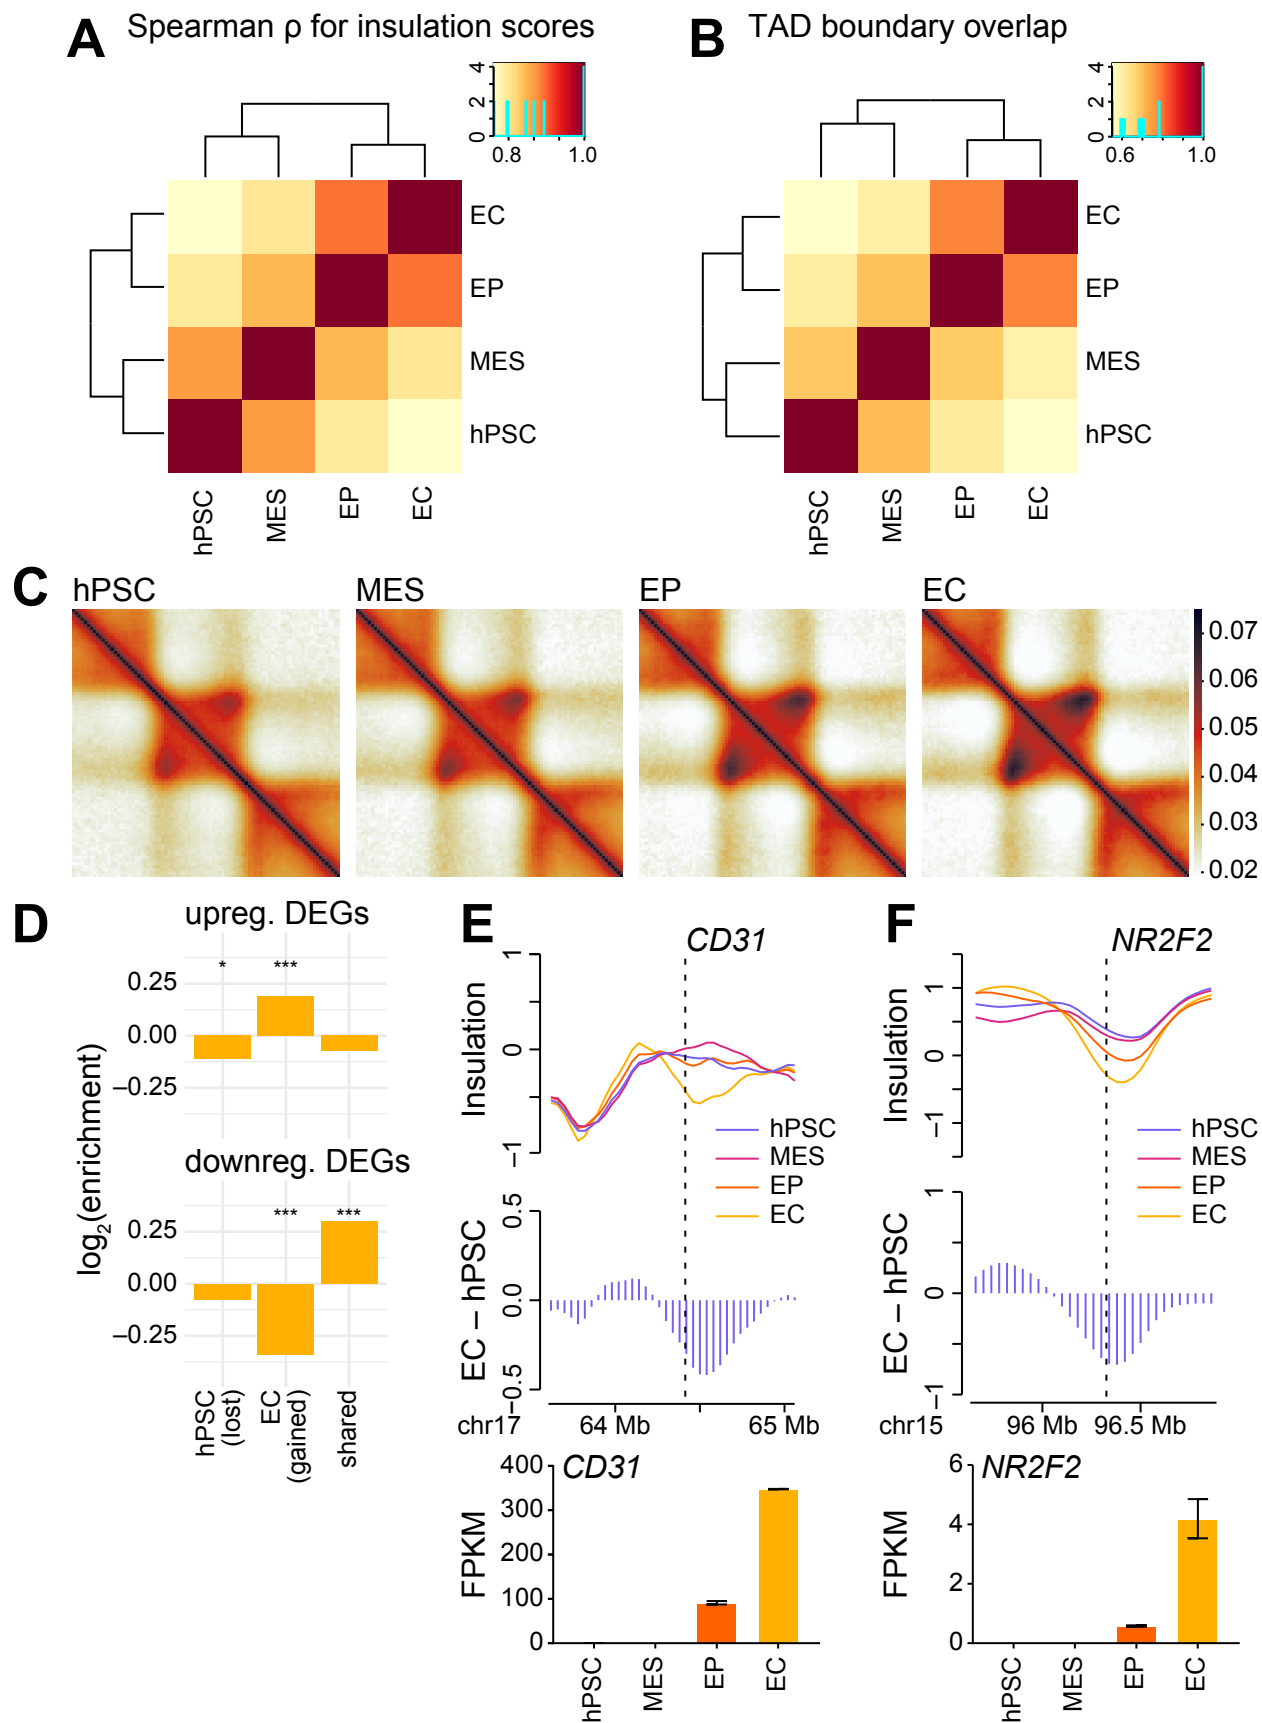 A Spearman ρ for insulation scores
0 2 4
0.8 1.0
EC
EP
MES
hPSC
hPSC MES EP EC
B TAD boundary overlap
0 2 4
0.6 1.0
EC
EP
MES
hPSC
hPSC MES EP EC
C
hPSC MES EP EC
0.07
0.06
0.05
0.04
0.03
0.02
D
upreg. DEGs
* ***
0.25
0.00
−0.25
downreg. DEGs
*** ***
0.25
0.00
−0.25
log2(enrichment)
hPSC (lost)
EC (gained)
shared
E
CD31
Insulation
1
0
−1
hPSC
MES
EP
EC
EC − hPSC
0.5
0.0
−0.5
chr17 64 Mb 65 Mb
CD31
FPKM
400
300
200
100
0
hPSC MES EP EC
F
NR2F2
Insulation
1
0
−1
hPSC
MES
EP
EC
EC − hPSC
1
0
−1
chr15 96 Mb 96.5 Mb
NR2F2
FPKM
6
4
2
0
hPSC MES EP EC